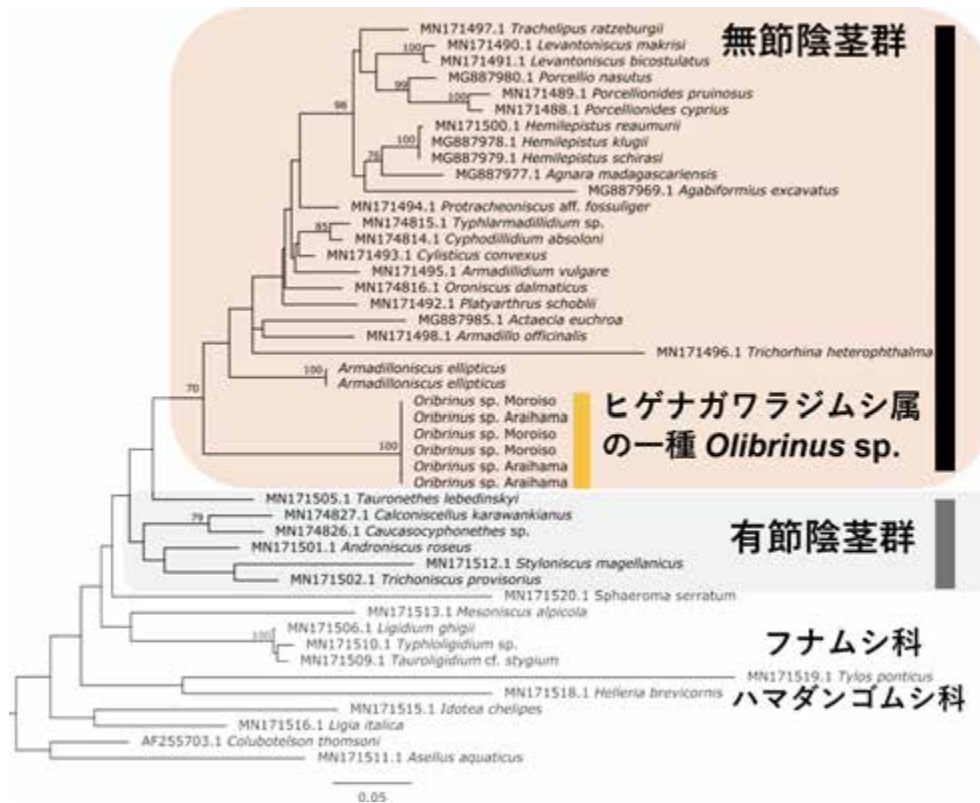 MN171497.1 Trachelipus ratzeburgii
無節陰茎群
100
MN171490.1 Levantoniscus makrisi
MN171491.1 Levantoniscus bicostulatus
MG887980.1 Porcellio nasutus
99
MN171489.1 Porcellionides pruinosus
100
MN171488.1 Porcellionides cyprius
98
MN171500.1 Hemilepistus reaumurii
100
MG887978.1 Hemilepistus klugii
MG887979.1 Hemilepistus schirasi
76
MG887977.1 Agnara madagascariensis
MG887969.1 Agabiformius excavatus
MN171494.1 Protracheoniscus aff. fossuliger
MN174815.1 Typhlarmadillidium sp.
85
MN174814.1 Cyphodillidium absoloni
MN171493.1 Cylisticus convexus
MN171495.1 Armadillidium vulgare
MN174816.1 Oroniscus dalmaticus
MN171492.1 Platyarthrus schoblii
MG887985.1 Actaecia euchroa
MN171498.1 Armadillo officinalis
MN171496.1 Trichorhina heterophthalma
100
Armadilloniscus ellipticus
Armadilloniscus ellipticus
70
Oribrinus sp. Moroiso
Oribrinus sp. Araihama
Oribrinus sp. Moroiso
100
Oribrinus sp. Moroiso
Oribrinus sp. Araihama
Oribrinus sp. Araihama
ヒゲナガワラジムシ属
の一種 Olibrinus sp.
MN171505.1 Tauronethes lebedinskyi
79
MN174827.1 Calconiscellus karawankianus
MN174826.1 Caucasocyphonethes sp.
MN171501.1 Androniscus roseus
MN171512.1 Styloniscus magellanicus
MN171502.1 Trichoniscus provisorius
有節陰茎群
MN171520.1 Sphaeroma serratum
MN171513.1 Mesoniscus alpicola
MN171506.1 Ligidium ghigii
100
MN171510.1 Typhloligidium sp.
MN171509.1 Tauroligidium cf. stygium
フナムシ科
MN171519.1 Tylos ponticus
MN171518.1 Helleria brevicornis
ハマダンゴムシ科
MN171515.1 Idotea chelipes
MN171516.1 Ligia italica
AF255703.1 Colubotelson thomsoni
MN171511.1 Asellus aquaticus
0.05